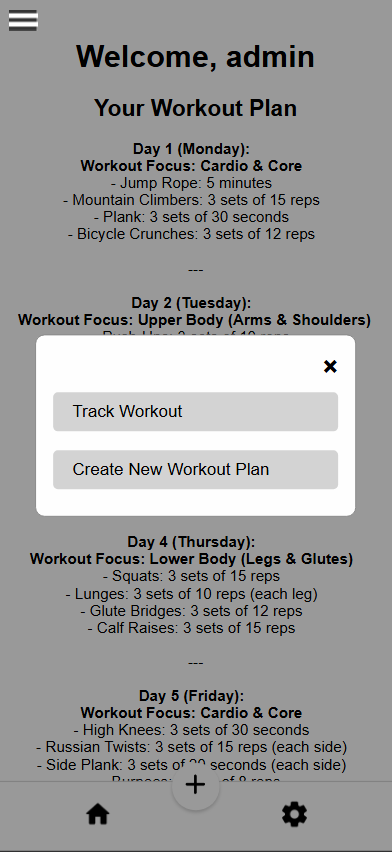 Welcome, admin
Your Workout Plan
Day 1 (Monday):
Workout Focus: Cardio & Core
- Jump Rope: 5 minutes
- Mountain Climbers: 3 sets of 15 reps
- Plank: 3 sets of 30 seconds
- Bicycle Crunches: 3 sets of 12 reps
---
Day 2 (Tuesday):
Workout Focus: Upper Body (Arms & Shoulders)
Track Workout
Create New Workout Plan
Day 4 (Thursday):
Workout Focus: Lower Body (Legs & Glutes)
- Squats: 3 sets of 15 reps
- Lunges: 3 sets of 10 reps (each leg)
- Glute Bridges: 3 sets of 12 reps
- Calf Raises: 3 sets of 15 reps
---
Day 5 (Friday):
Workout Focus: Cardio & Core
- High Knees: 3 sets of 30 seconds
- Russian Twists: 3 sets of 15 reps (each side)
- Side Plank: 3 sets of 20 seconds (each side)